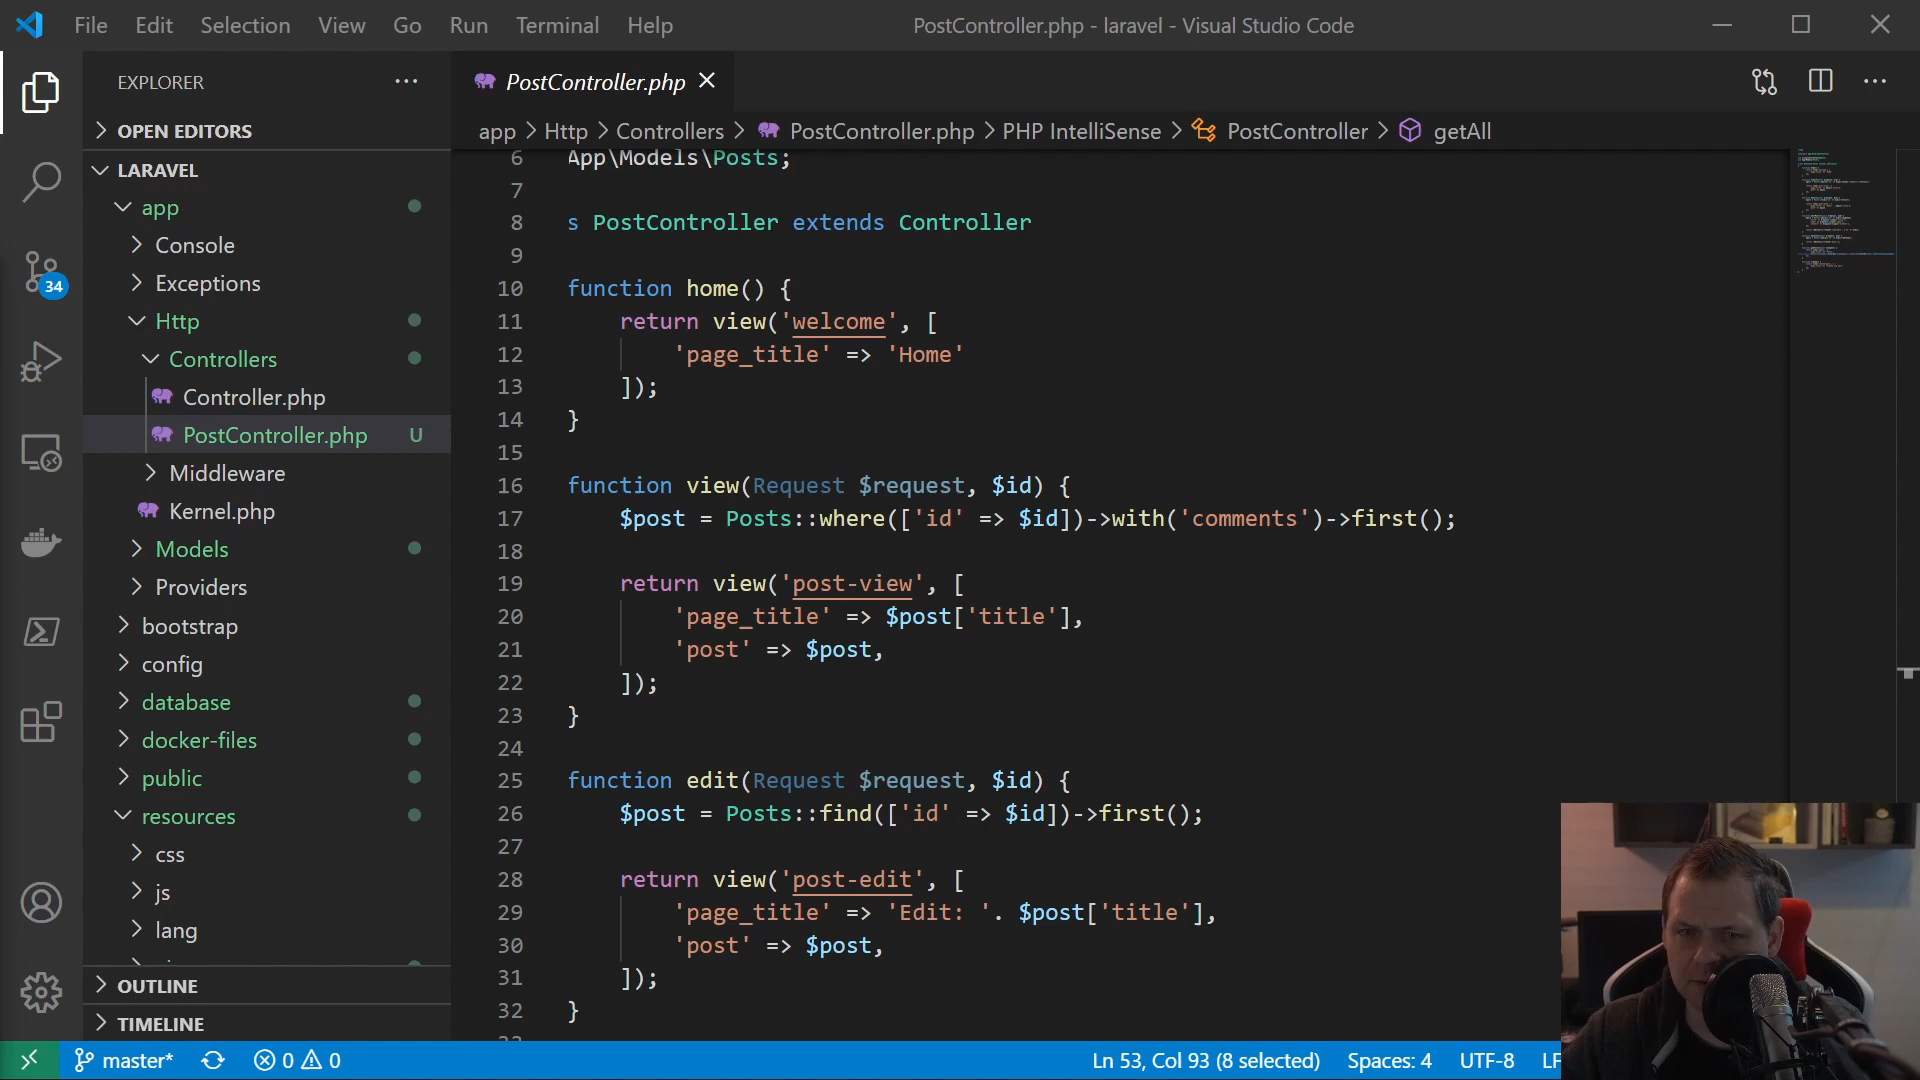 File Edit Selection View Go Run Terminal Help
PostController.php - laravel - Visual Studio Code
EXPLORER
OPEN EDITORS
LARAVEL
app
Console
Exceptions
Http
Controllers
Controller.php
PostController.php U
Middleware
Kernel.php
Models
Providers
bootstrap
config
database
docker-files
public
resources
css
js
lang
OUTLINE
TIMELINE
34
PostController.php
app > Http > Controllers > PostController.php > PHP IntelliSense > PostController > getAll
6 App\Models\Posts;
7
8 s PostController extends Controller
9
10 function home() {
11 return view('welcome', [
12 'page_title' => 'Home'
13 ]);
14 }
15
16 function view(Request $request, $id) {
17 $post = Posts::where(['id' => $id])->with('comments')->first();
18
19 return view('post-view', [
20 'page_title' => $post['title'],
21 'post' => $post,
22 ]);
23 }
24
25 function edit(Request $request, $id) {
26 $post = Posts::find(['id' => $id])->first();
27
28 return view('post-edit', [
29 'page_title' => 'Edit: '. $post['title'],
30 'post' => $post,
31 ]);
32 }
master* 0 0 Ln 53, Col 93 (8 selected) Spaces: 4 UTF-8 LF